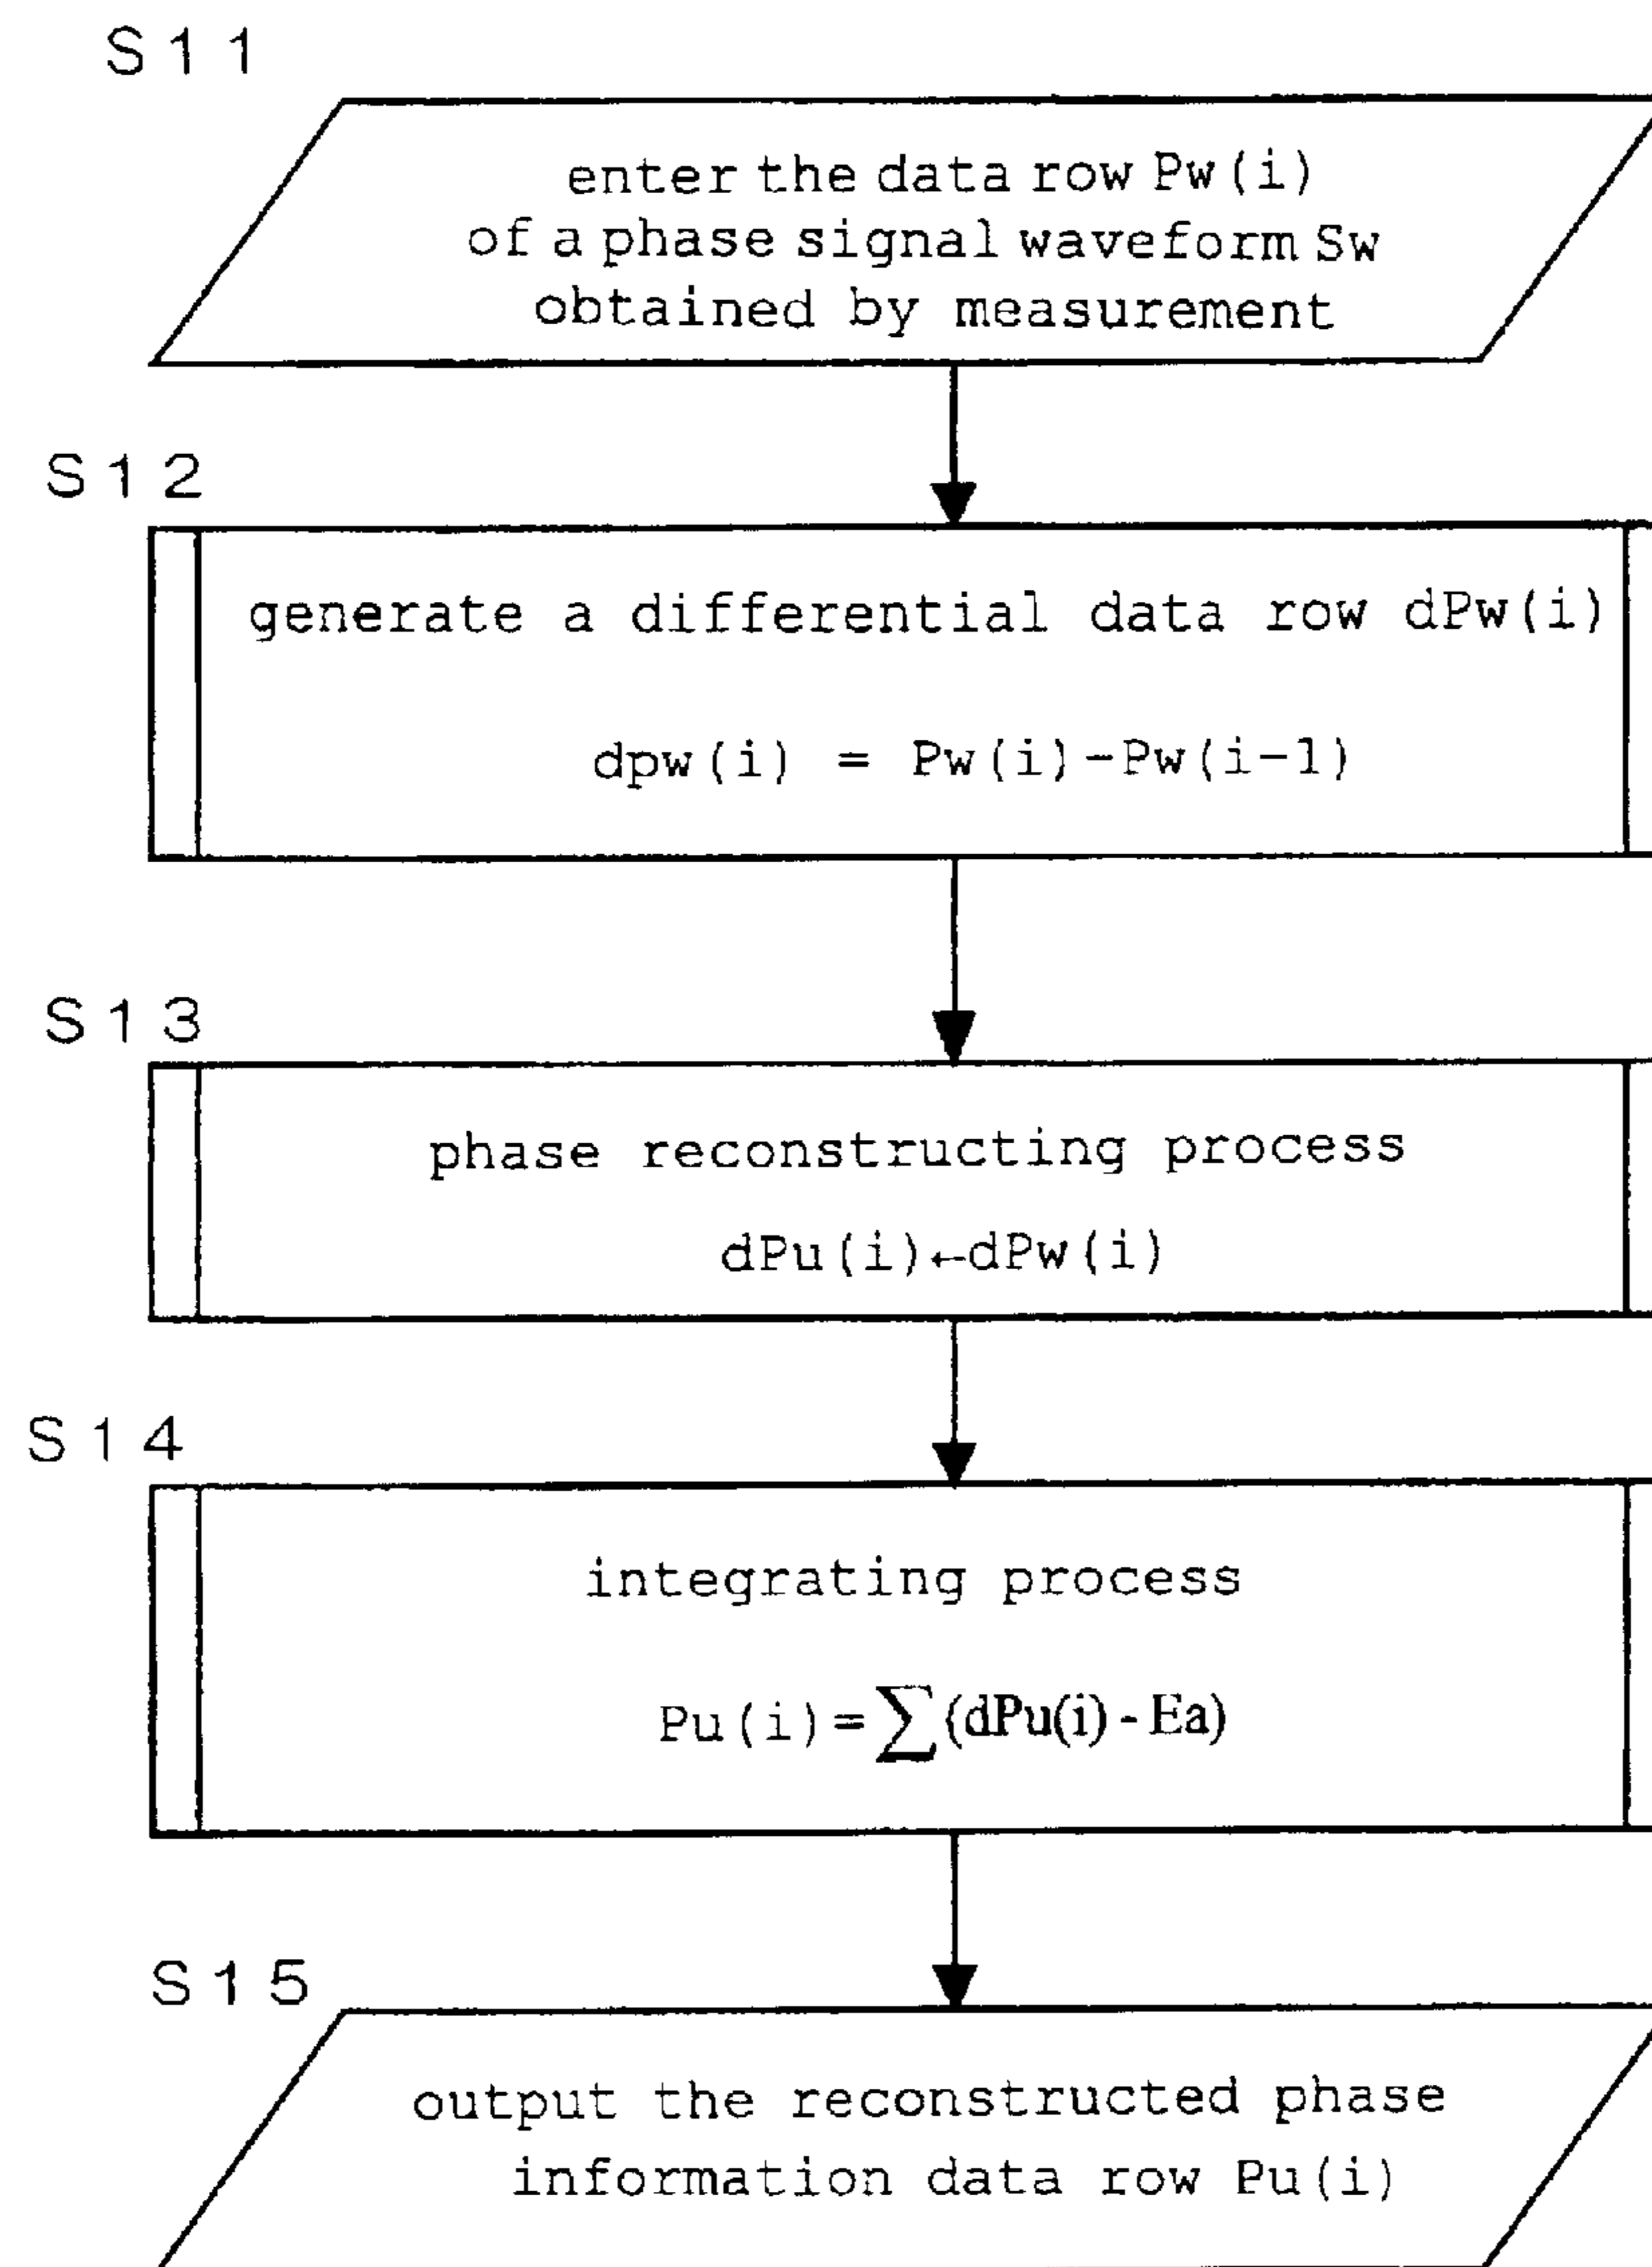 S11
enter the data row Pw(i)
of a phase signal waveform Sw
obtained by measurement
S12
generate a differential data row dPw(i)
dpw(i) = Pw(i)-Pw(i-1)
S13
phase reconstructing process
dPu(i)←dPw(i)
S14
integrating process
Pu(i)=∑(dPu(i) - Ea)
S15
output the reconstructed phase
information data row Pu(i)